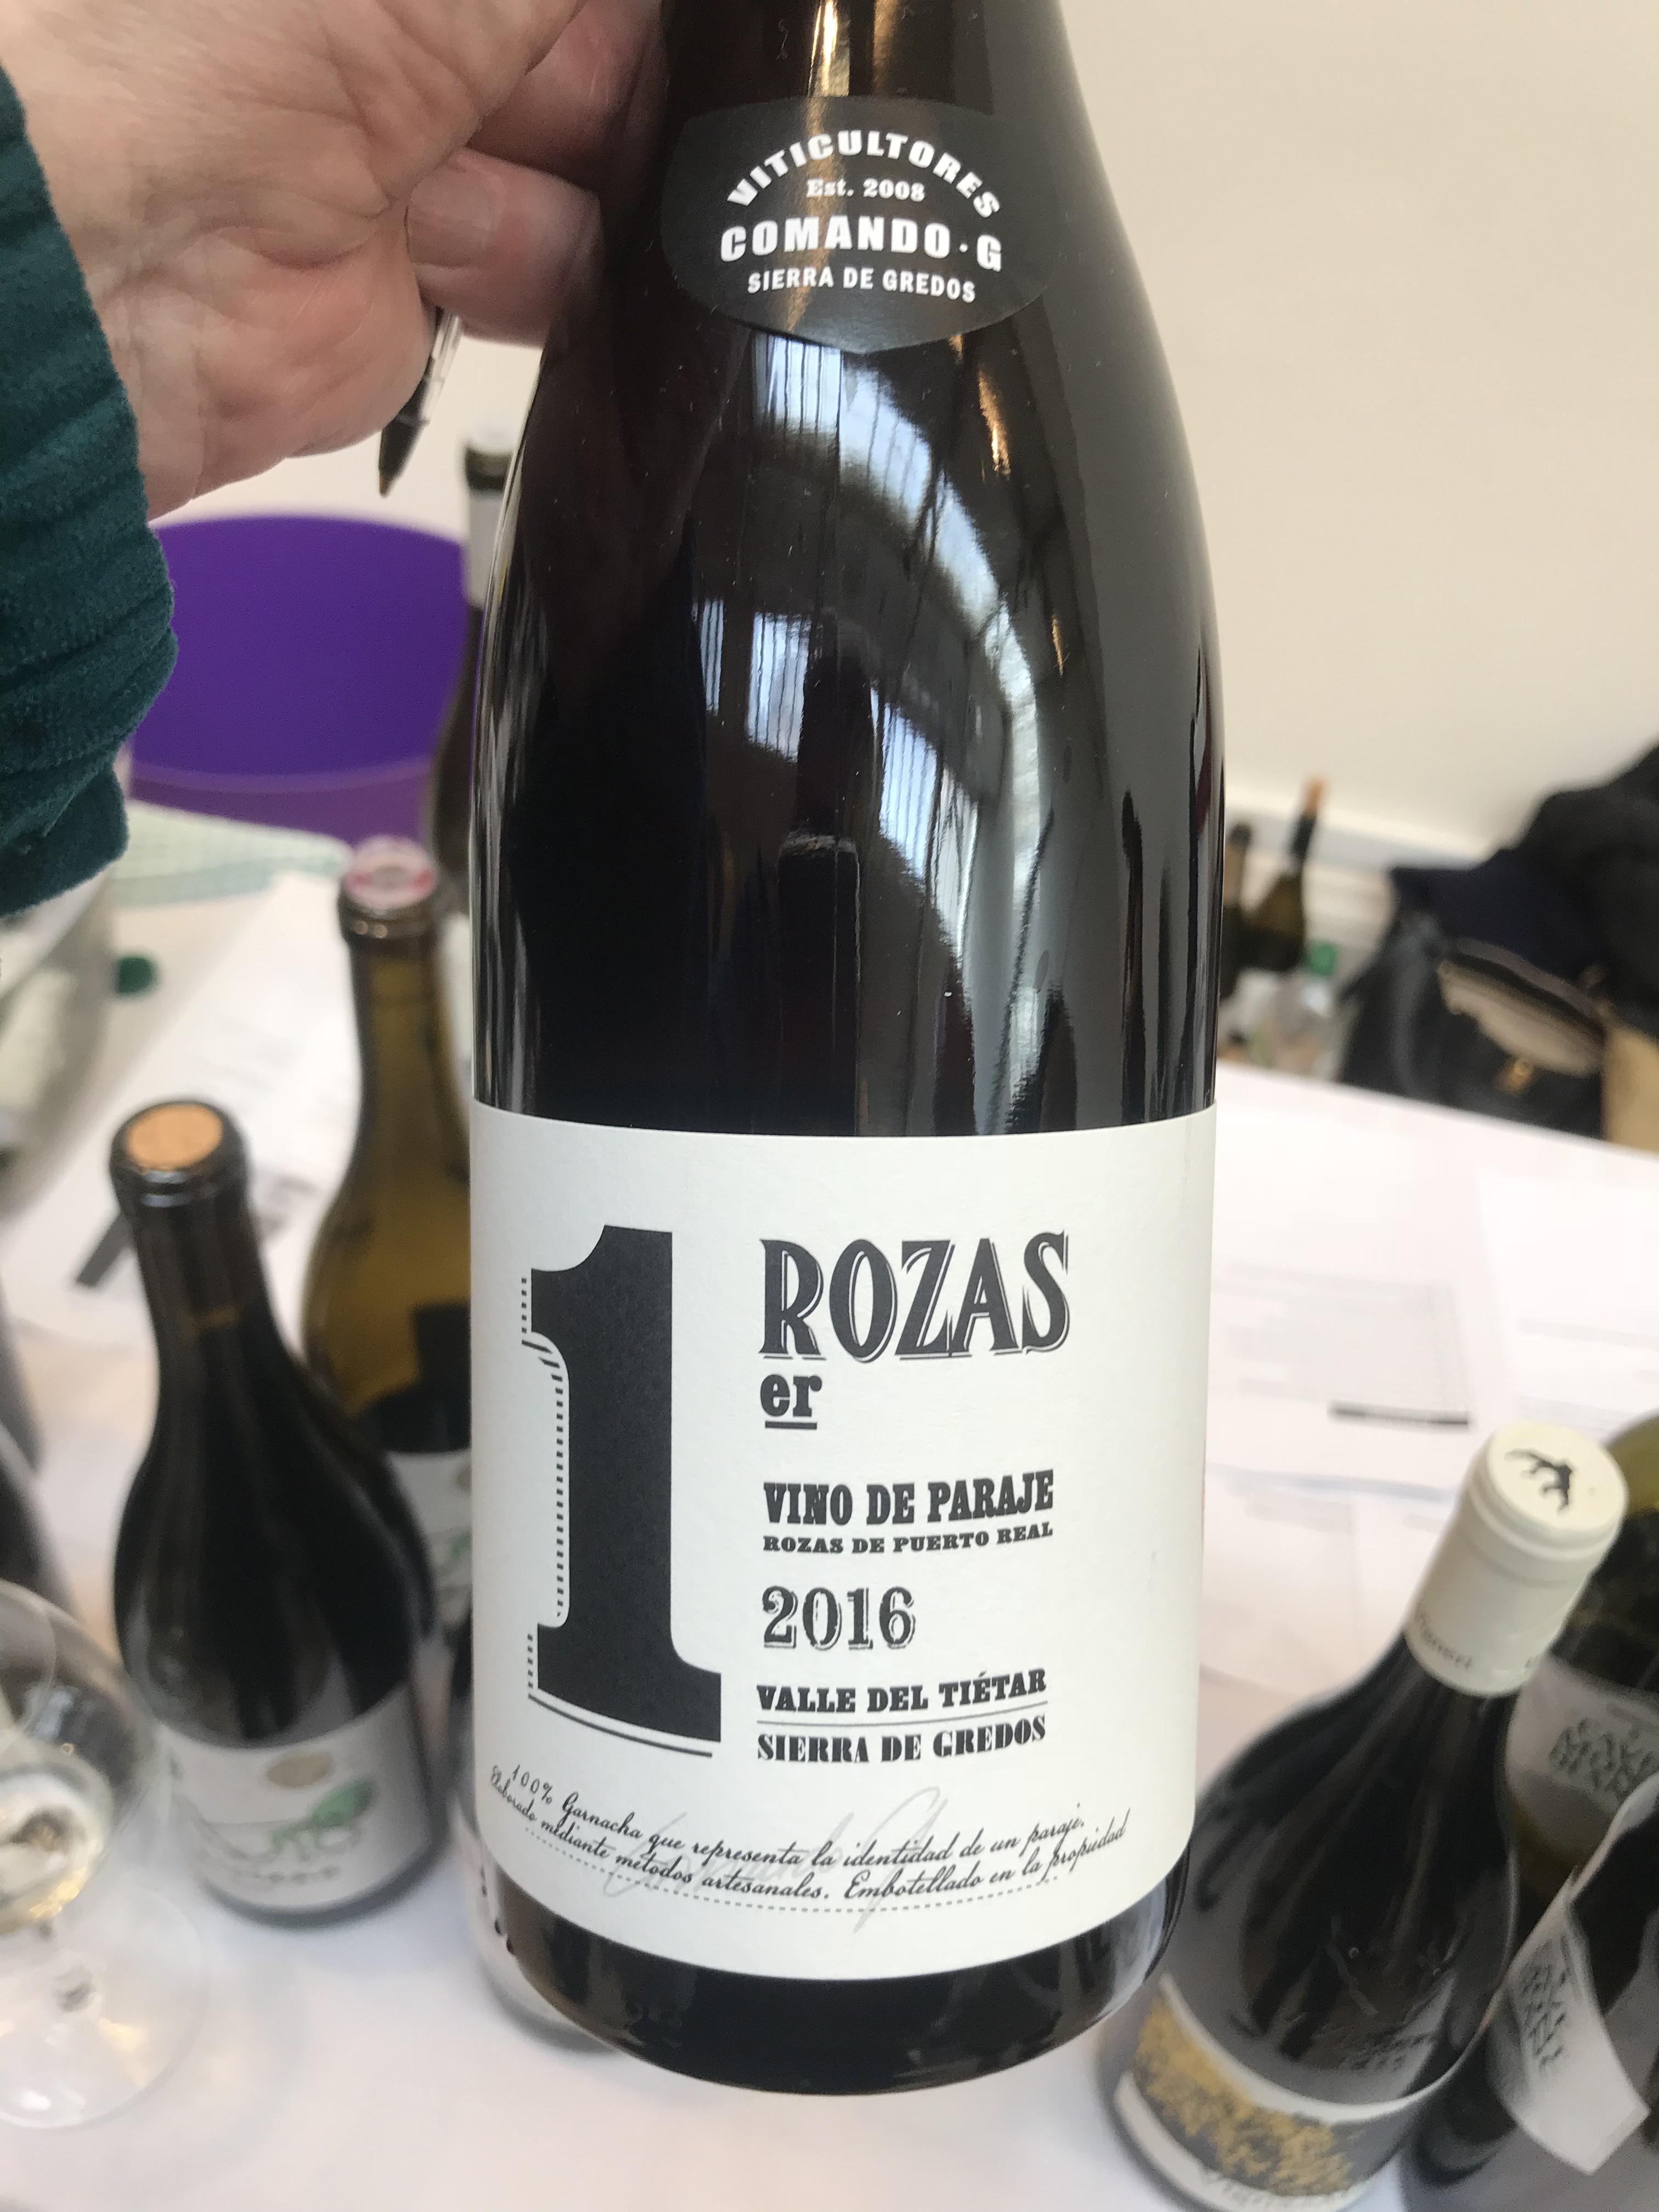 VITICULTORES
Est. 2008
COMANDO·G
SIERRA DE GREDOS
1 ROZAS
er
VINO DE PARAJE
ROZAS DE PUERTO REAL
2016
VALLE DEL TIÉTAR
SIERRA DE GREDOS
100% Garnacha que representa la identidad de un paraje.
Elaborado mediante métodos artesanales. Embotellado en la propiedad